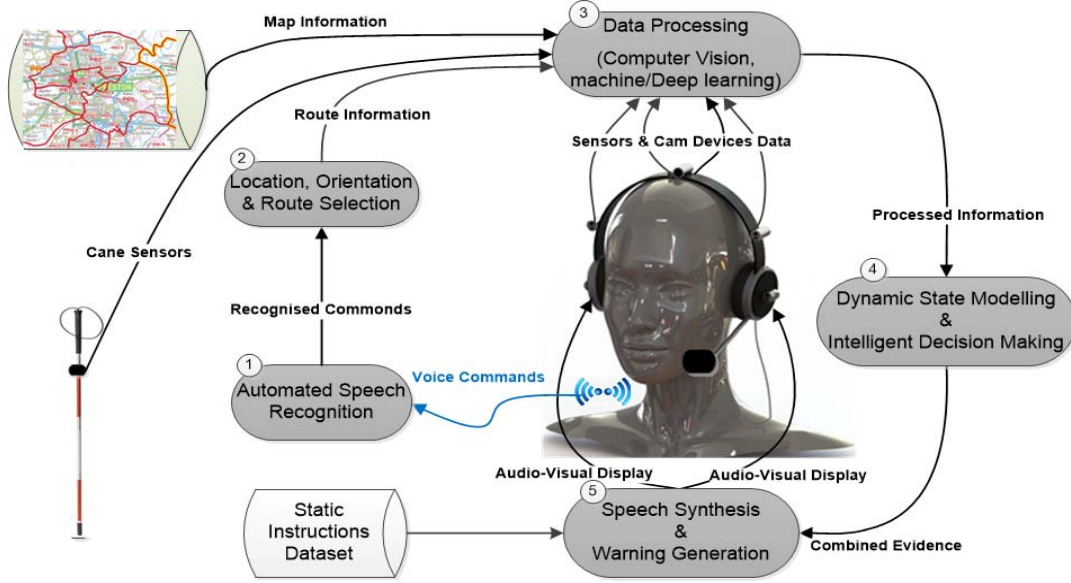 Map Information
3
Data Processing
(Computer Vision,
machine/Deep learning)
Route Information
Sensors & Cam Devices Data
2
Location, Orientation
& Route Selection
Cane Sensors
Processed Information
4
Dynamic State Modelling
&
Intelligent Decision Making
Recognised Commonds
1
Automated Speech
Recognition
Voice Commands
Audio-Visual Display
Audio-Visual Display
5
Speech Synthesis
&
Warning Generation
Static
Instructions
Dataset
Combined Evidence